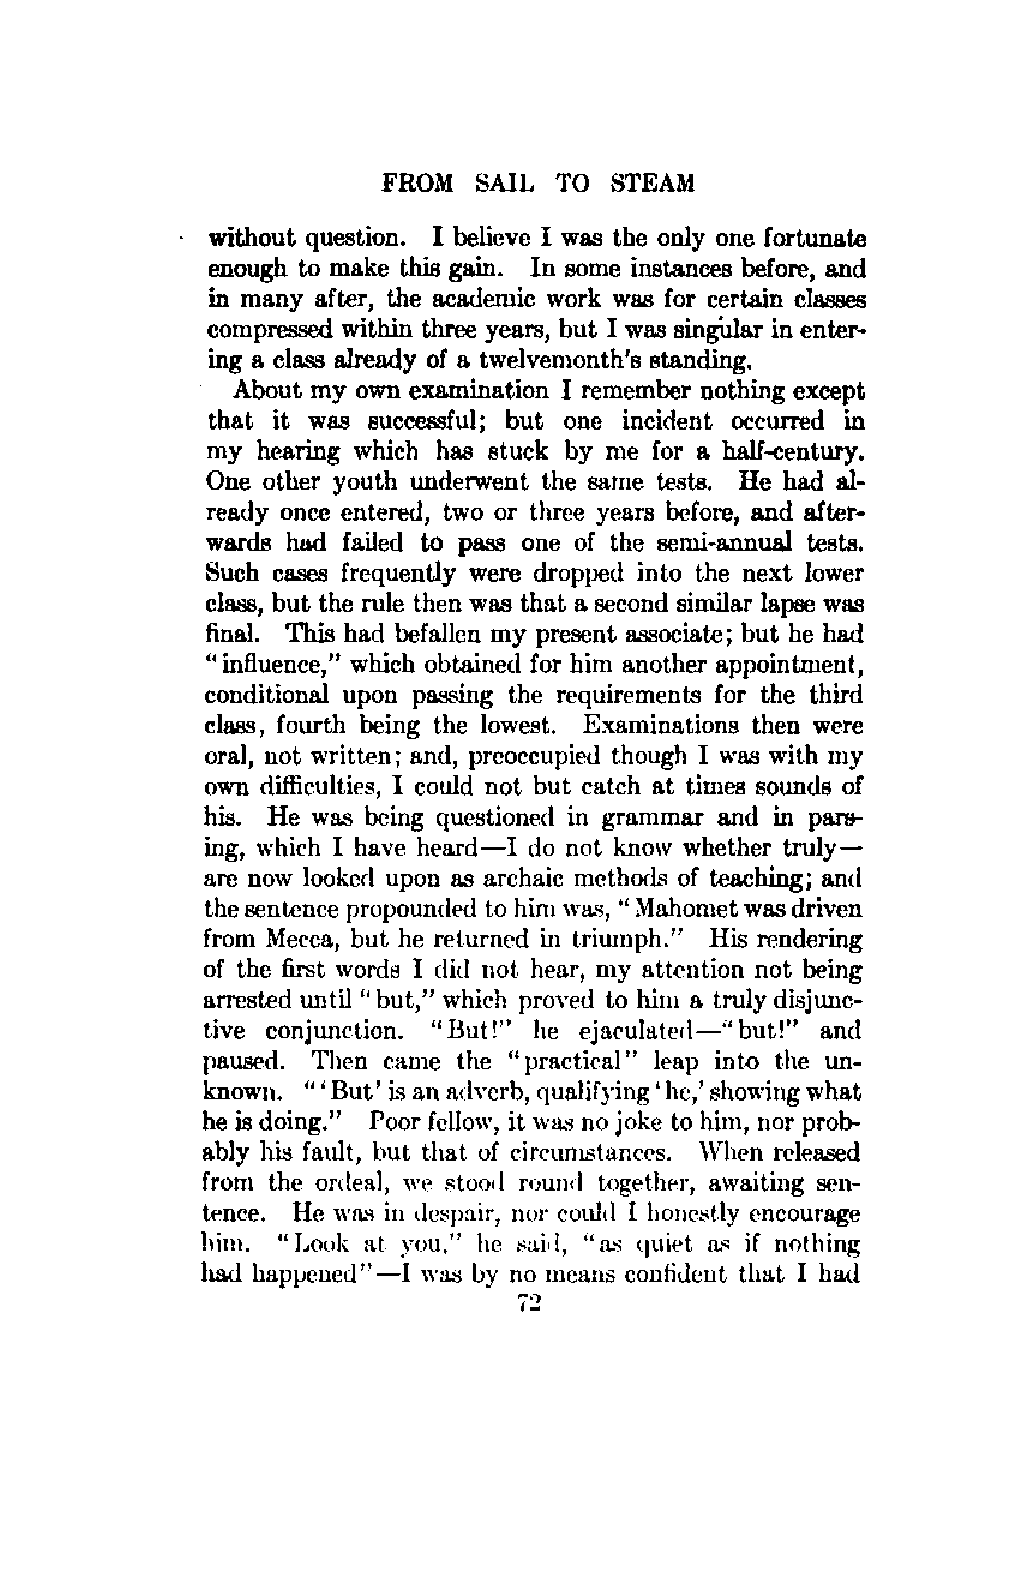 FROM SAIL TO STEAM
without question. I believe I was the only one fortunate
enough to make this gain. In some instances before, and
in many after, the academic work was for certain classes
compressed within three years, but I was singular in enter-
ing a class already of a twelvemonth's standing.
About my own examination I remember nothing except
that it was successful; but one incident occurred in
my hearing which has stuck by me for a half-century.
One other youth underwent the same tests. He had al-
ready once entered, two or three years before, and after-
wards had failed to pass one of the semi-annual tests.
Such cases frequently were dropped into the next lower
class, but the rule then was that a second similar lapse was
final. This had befallen my present associate; but he had
"influence," which obtained for him another appointment,
conditional upon passing the requirements for the third
class, fourth being the lowest. Examinations then were
oral, not written; and, preoccupied though I was with my
own difficulties, I could not but catch at times sounds of
his. He was being questioned in grammar and in pars-
ing, which I have heard—I do not know whether truly—
are now looked upon as archaic methods of teaching; and
the sentence propounded to him was, "Mahomet was driven
from Mecca, but he returned in triumph." His rendering
of the first words I did not hear, my attention not being
arrested until "but," which proved to him a truly disjunc-
tive conjunction. "But!" he ejaculated—"but!" and
paused. Then came the "practical" leap into the un-
known. "'But' is an adverb, qualifying 'he,' showing what
he is doing." Poor fellow, it was no joke to him, nor prob-
ably his fault, but that of circumstances. When released
from the ordeal, we stood round together, awaiting sen-
tence. He was in despair, nor could I honestly encourage
him. "Look at you," he said, "as quiet as if nothing
had happened"—I was by no means confident that I had
72